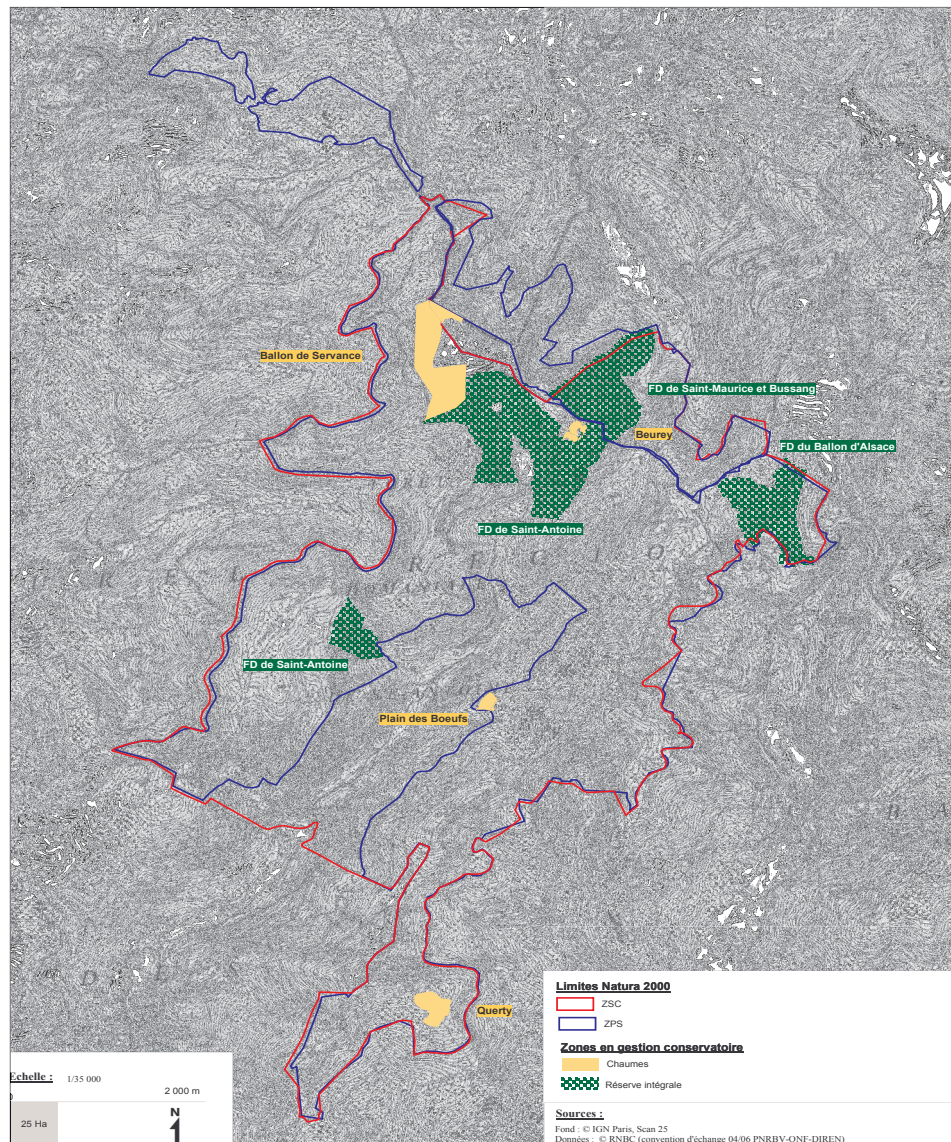 Ballon de Servance
FD de Saint-Maurice et Bussang
Beurey
FD du Ballon d'Alsace
FD de Saint-Antoine
FD de Saint-Antoine
Plain des Boeufs
Querty
Limites Natura 2000
ZSC
ZPS
Zones en gestion conservatoire
Chaumes
Réserve intégrale
Sources :
Fond : © IGN Paris, Scan 25
Données : © RNBC (convention d'échange 04/06 PNRBV-ONF-DIREN)
Echelle : 1/35 000
0 2 000 m
25 Ha
N